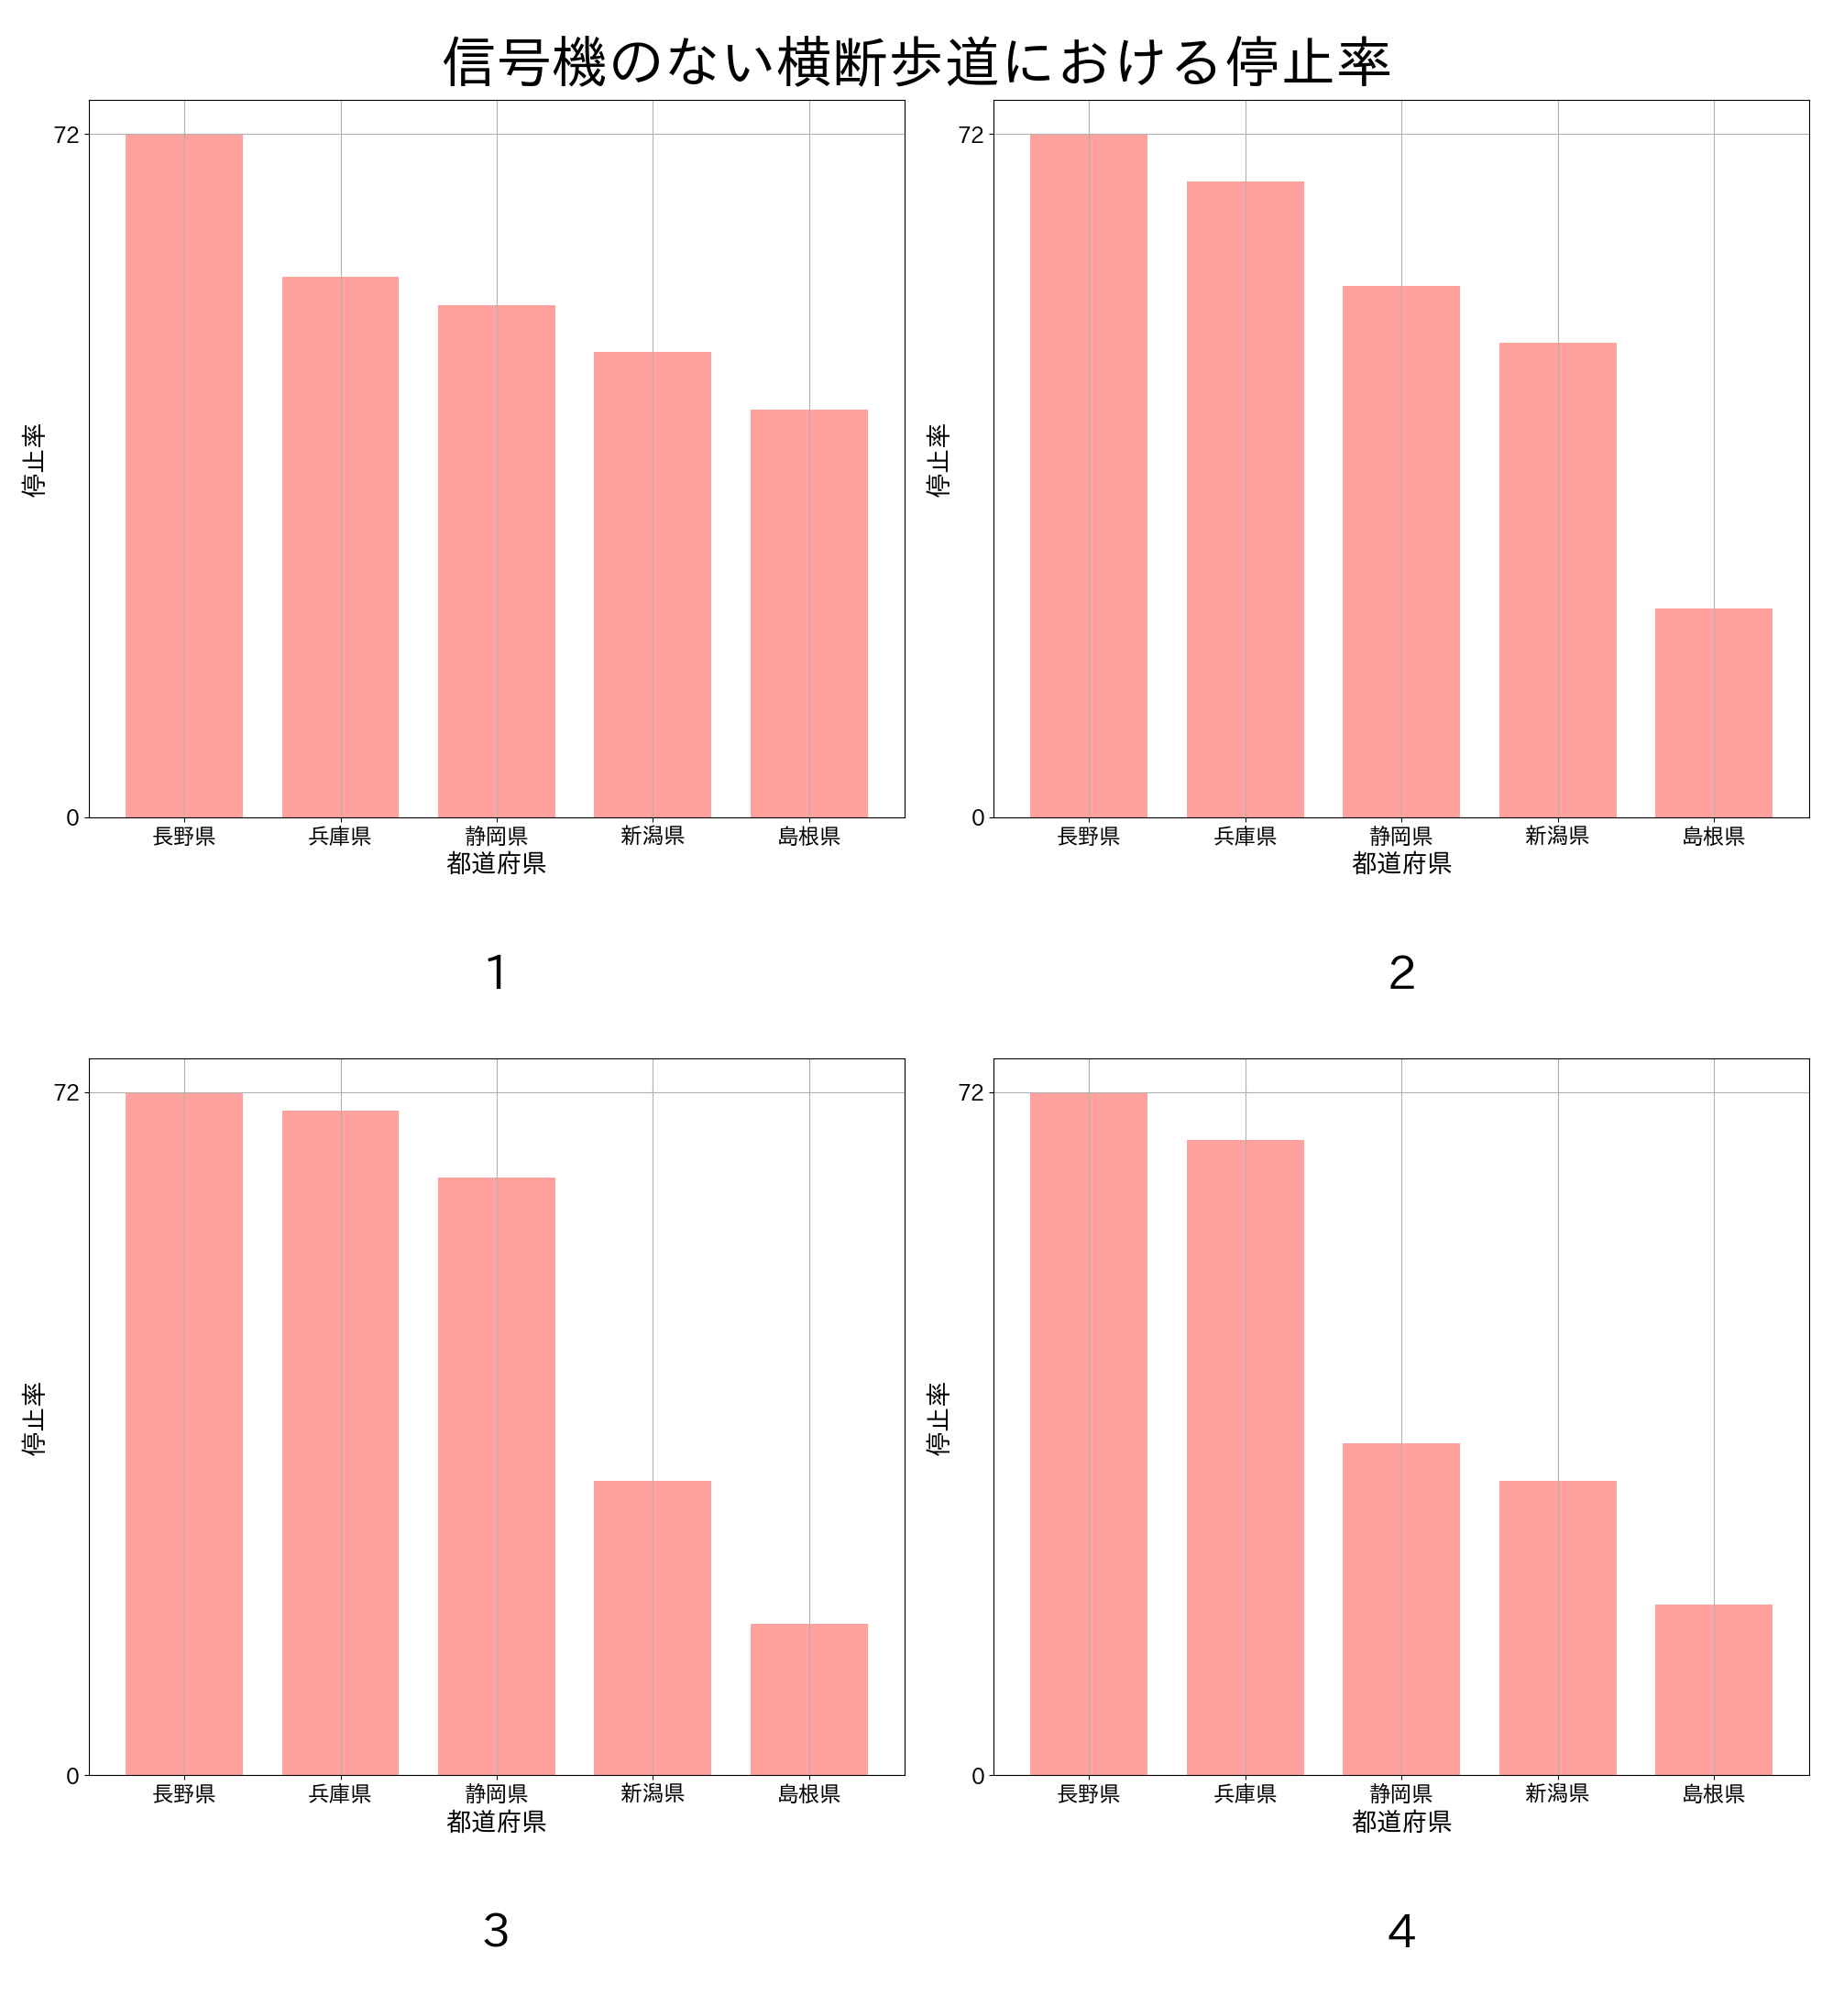 信号機のない横断歩道における停止率
72
0
停止率
長野県 兵庫県 静岡県 新潟県 島根県
都道府県
1
72
0
停止率
長野県 兵庫県 静岡県 新潟県 島根県
都道府県
2
72
0
停止率
長野県 兵庫県 静岡県 新潟県 島根県
都道府県
3
72
0
停止率
長野県 兵庫県 静岡県 新潟県 島根県
都道府県
4